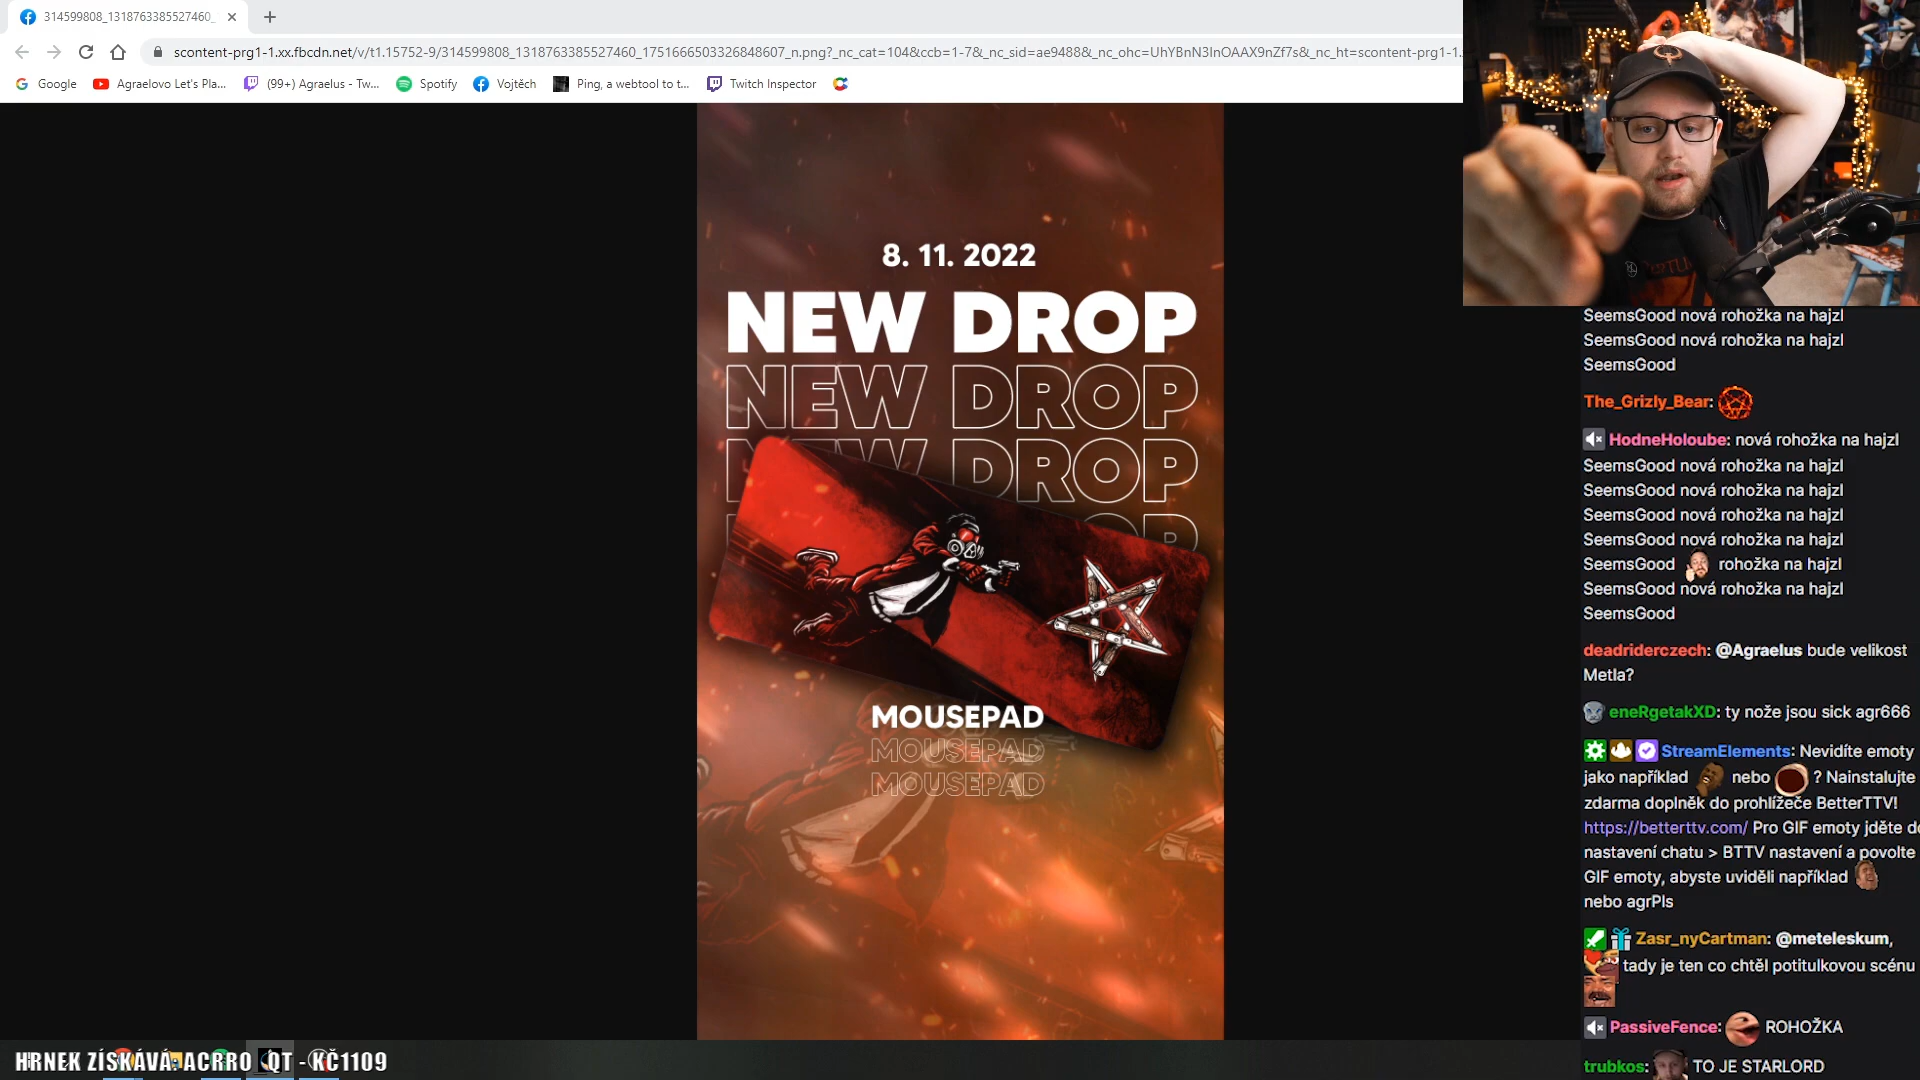 314599808_1318763385527460_
scontent-prg1-1.xx.fbcdn.net/v/t1.15752-9/314599808_1318763385527460_1751666503326848607_n.png?_nc_cat=104&ccb=1-7&_nc_sid=ae9488&_nc_ohc=UhYBnN3InOAAX9nZf7s&_nc_ht=scontent-prg1-1.
Google
Agraelovo Let's Pla...
(99+) Agraelus - Tw...
Spotify
Vojtěch
Ping, a webtool to t...
Twitch Inspector
8. 11. 2022
NEW DROP
NEW DROP
NEW DROP
MOUSEPAD
MOUSEPAD
MOUSEPAD
SeemsGood nová rohožka na hajzl
SeemsGood nová rohožka na hajzl
SeemsGood
The_Grizly_Bear:
HodneHoloube: nová rohožka na hajzl
SeemsGood nová rohožka na hajzl
SeemsGood nová rohožka na hajzl
SeemsGood nová rohožka na hajzl
SeemsGood nová rohožka na hajzl
SeemsGood rohožka na hajzl
SeemsGood nová rohožka na hajzl
SeemsGood
deadriderczech: @Agraelus bude velikost
Metla?
eneRgetakXD: ty nože jsou sick agr666
StreamElements: Nevidíte emoty
jako například nebo ? Nainstalujte
zdarma doplněk do prohlížeče BetterTTV!
https://betterttv.com/ Pro GIF emoty jděte do
nastavení chatu > BTTV nastavení a povolte
GIF emoty, abyste uviděli například
nebo agrPls
Zasr_nyCartman: @meteleskum,
tady je ten co chtěl potitulkovou scénu
PassiveFence: ROHOŽKA
trubkos: TO JE STARLORD
HRNEK ZÍSKÁVÁ: ACRRO_QT - KČ1109